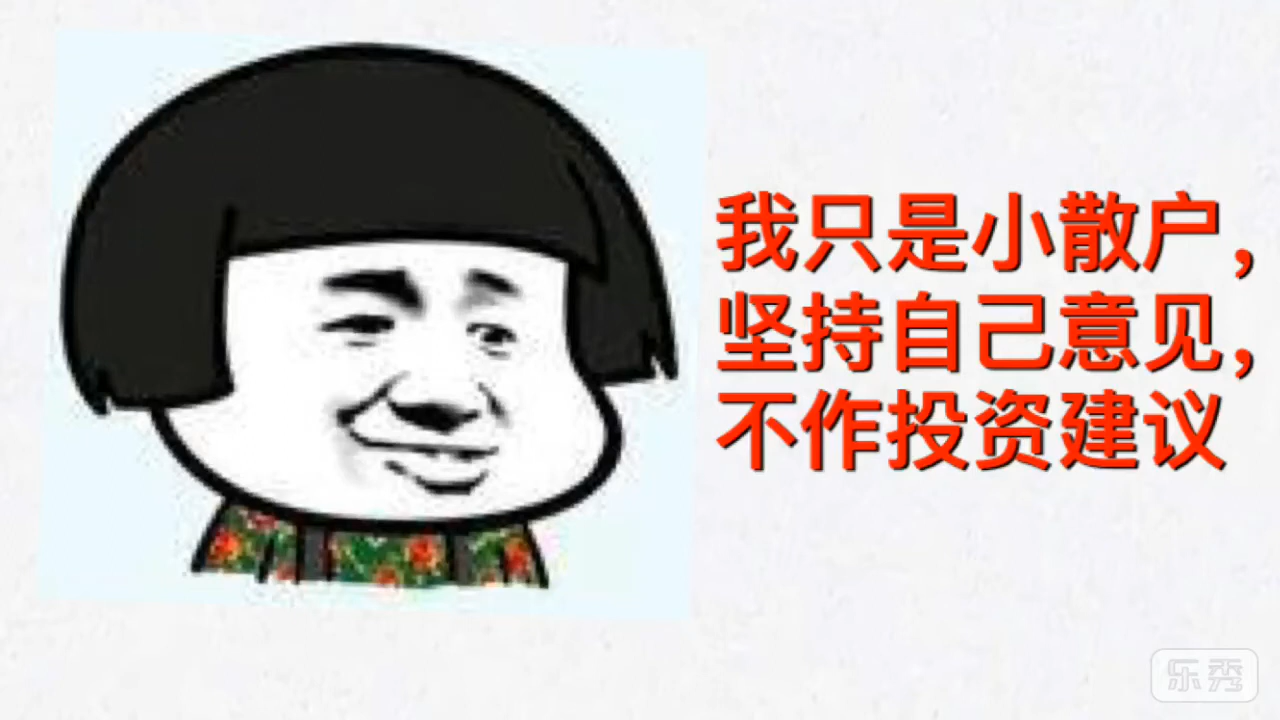 我只是小散户，
坚持自己意见，
不作投资建议
乐秀